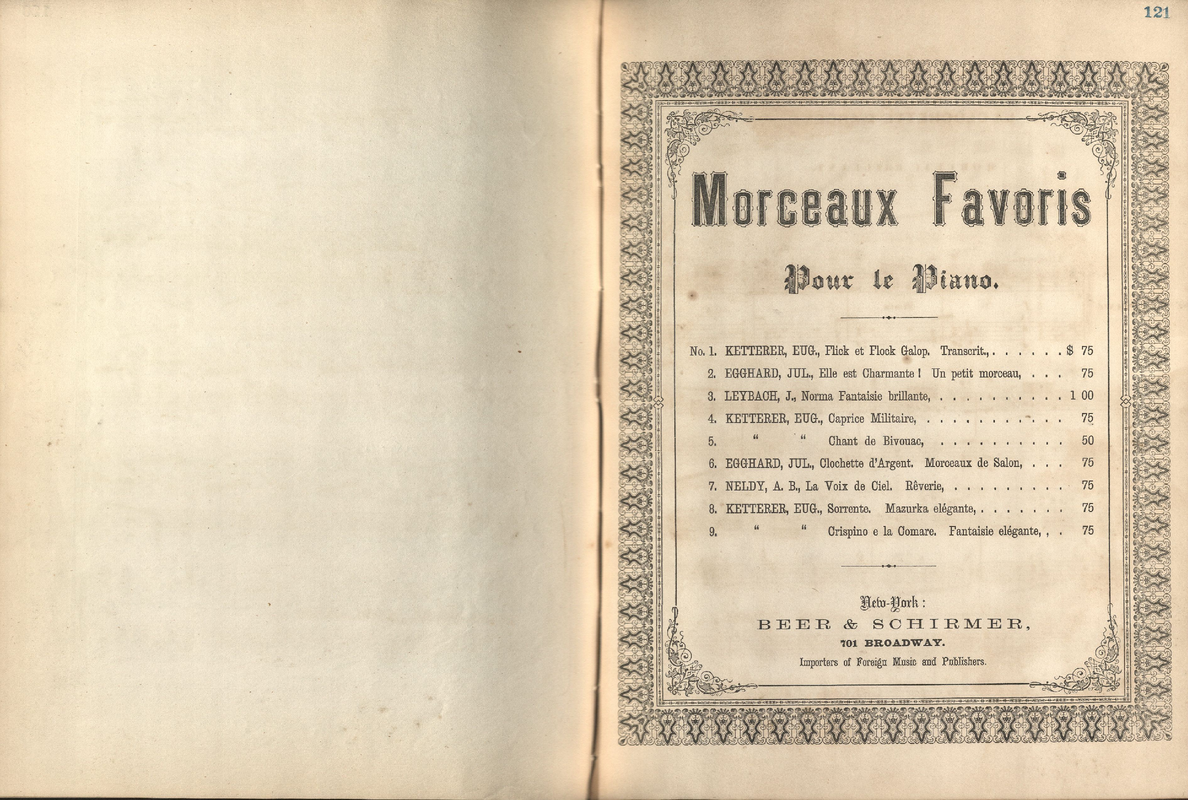 121
Morceaux Favoris
Pour le Piano.
No. 1. KETTERER, EUG., Flick et Flock Galop. Transcrit., . . . . . . $ 75
2. EGGHARD, JUL., Elle est Charmante! Un petit morceau, . . . 75
3. LEYBACH, J., Norma Fantaisie brillante, . . . . . . . . . . 1 00
4. KETTERER, EUG., Caprice Militaire, . . . . . . . . . . . 75
5. " " Chant de Bivouac, . . . . . . . . . . 50
6. EGGHARD, JUL., Clochette d'Argent. Morceaux de Salon, . . . 75
7. NELDY, A. B., La Voix de Ciel. Rêverie, . . . . . . . . . 75
8. KETTERER, EUG., Sorrente. Mazurka elégante, . . . . . . . 75
9. " " Crispino e la Comare. Fantaisie elégante, , . 75
New-York:
BEER & SCHIRMER,
701 BROADWAY.
Importers of Foreign Music and Publishers.